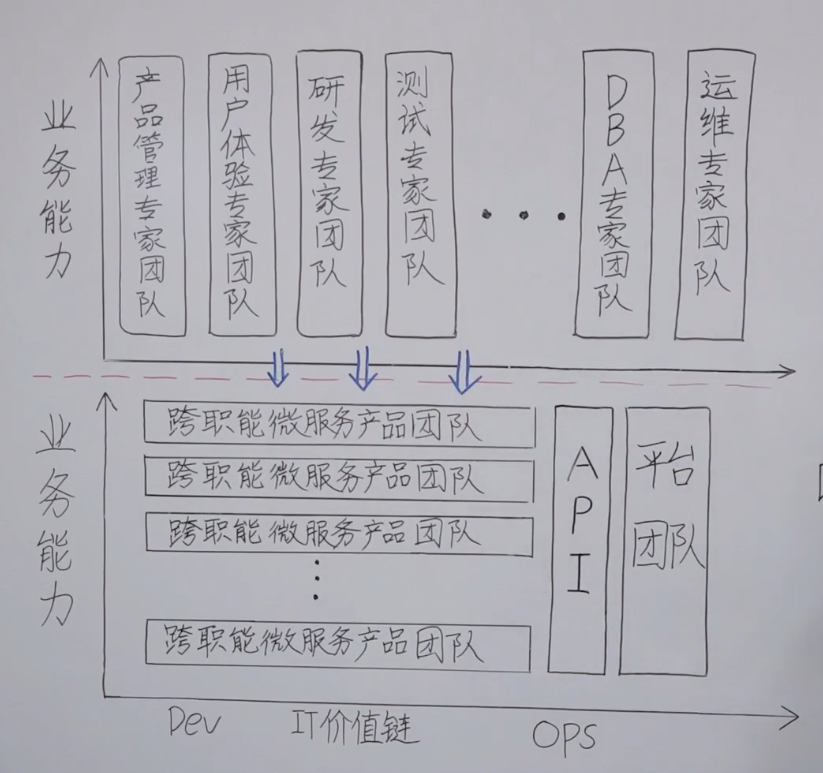 业务能力
产品管理专家团队
用户体验专家团队
研发专家团队
测试专家团队
DBA专家团队
运维专家团队
业务能力
跨职能微服务产品团队
跨职能微服务产品团队
跨职能微服务产品团队
跨职能微服务产品团队
API
平台团队
Dev
IT价值链
OPS